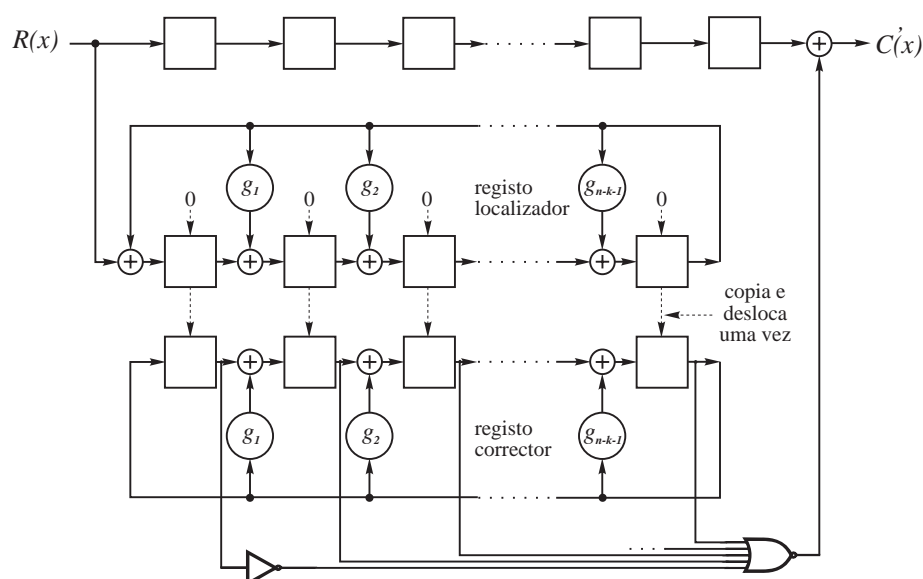 R(x)
C'(x)
g1
g2
gn-k-1
registo
localizador
0
0
0
0
copia e
desloca
uma vez
g1
g2
gn-k-1
registo
corrector